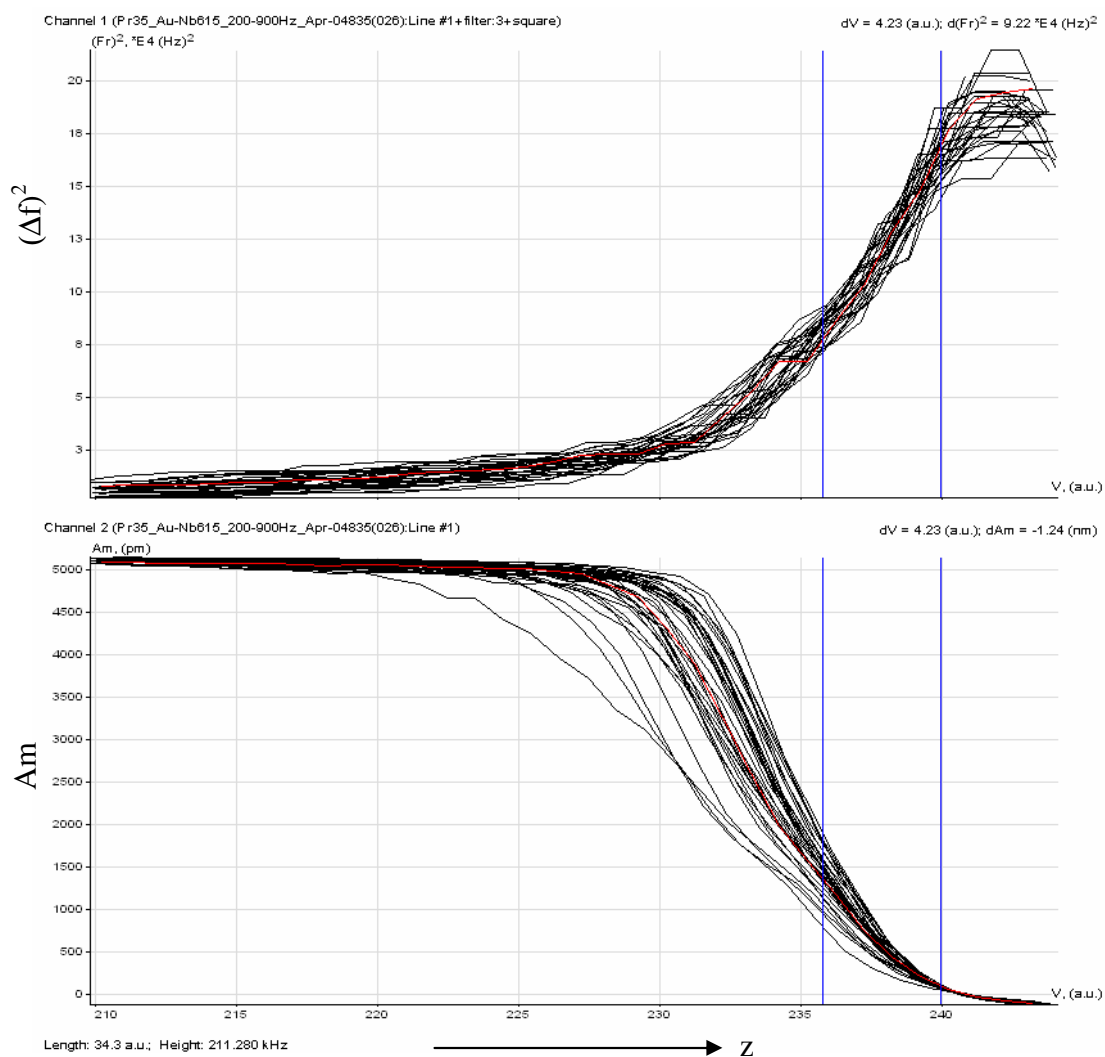 Channel 1 (Pr35_Au-Nb615_200-900Hz_Apr-04835(026):Line #1+filter:3+square) dV = 4.23 (a.u.); d(Fr)² = 9.22 *E4 (Hz)²
(Fr)², *E4 (Hz)²
20
18
15
13
10
8
5
3
(Δf)²
V, (a.u.)
Channel 2 (Pr35_Au-Nb615_200-900Hz_Apr-04835(026):Line #1) dV = 4.23 (a.u.); dAm = -1.24 (nm)
Am, (pm)
5000
4500
4000
3500
3000
2500
2000
1500
1000
500
0
Am
V, (a.u.)
210 215 220 225 230 235 240
Length: 34.3 a.u.; Height: 211.280 kHz
z